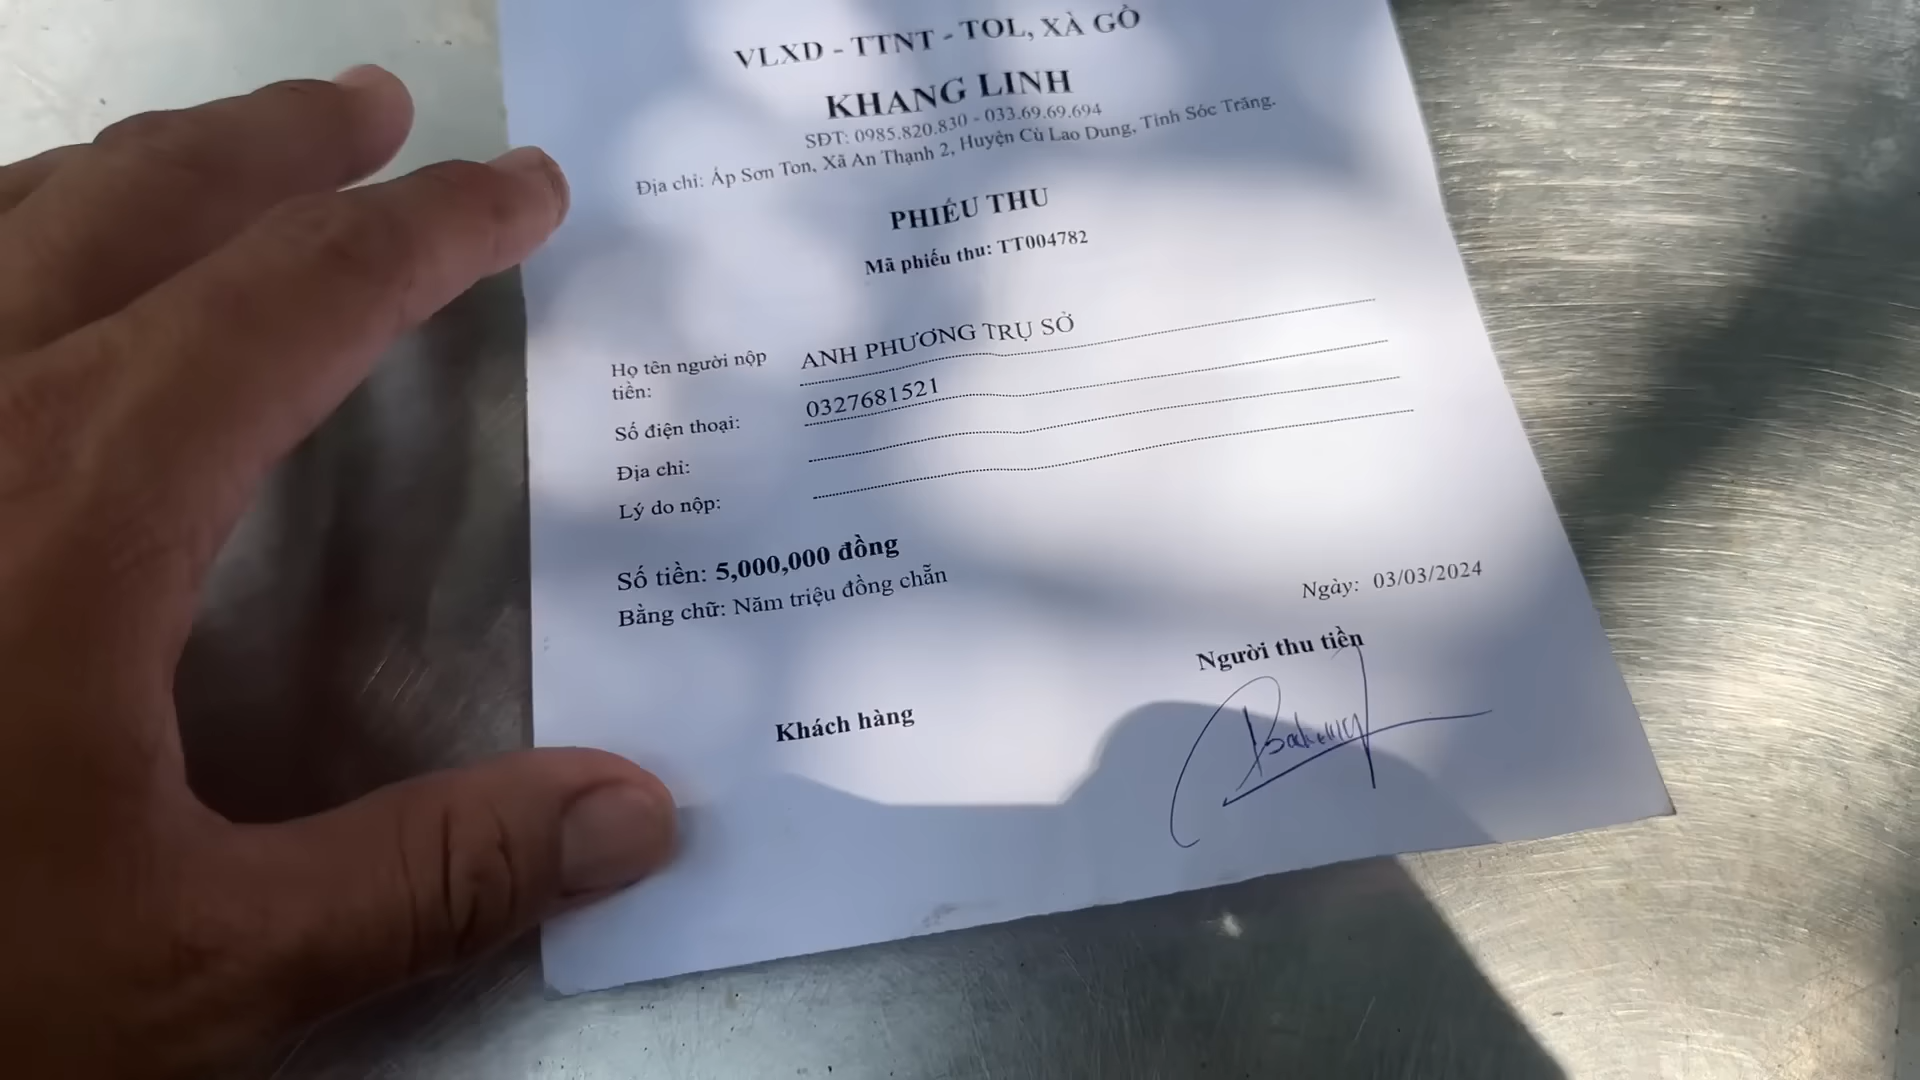 VLXD - TTNT - TOL, XÀ GỒ
KHANG LINH
SĐT: 0985.820.830 - 033.69.69.694
Địa chỉ: Ấp Sơn Ton, Xã An Thạnh 2, Huyện Cù Lao Dung, Tỉnh Sóc Trăng.
PHIẾU THU
Mã phiếu thu: TT004782
Họ tên người nộp tiền: ANH PHƯƠNG TRỤ SỞ
Số điện thoại: 0327681521
Địa chỉ:
Lý do nộp:
Số tiền: 5,000,000 đồng
Bằng chữ: Năm triệu đồng chẵn
Ngày: 03/03/2024
Người thu tiền
Khách hàng